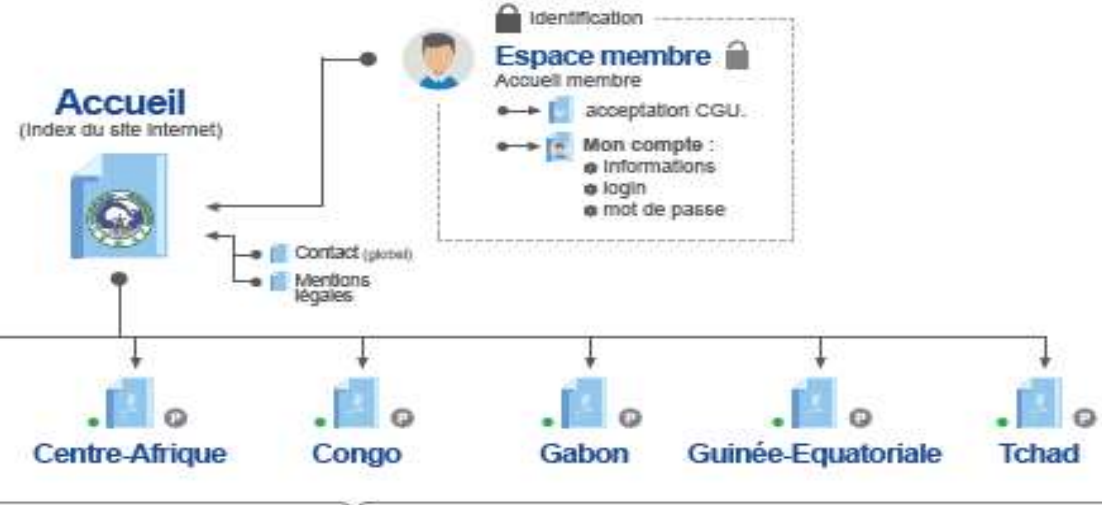 Identification
Espace membre
Accueil membre
acceptation CGU.
Mon compte :
informations
login
mot de passe
Accueil
(Index du site Internet)
Contact (global)
Mentions
légales
P
P
P
P
P
Centre-Afrique
Congo
Gabon
Guinée-Equatoriale
Tchad